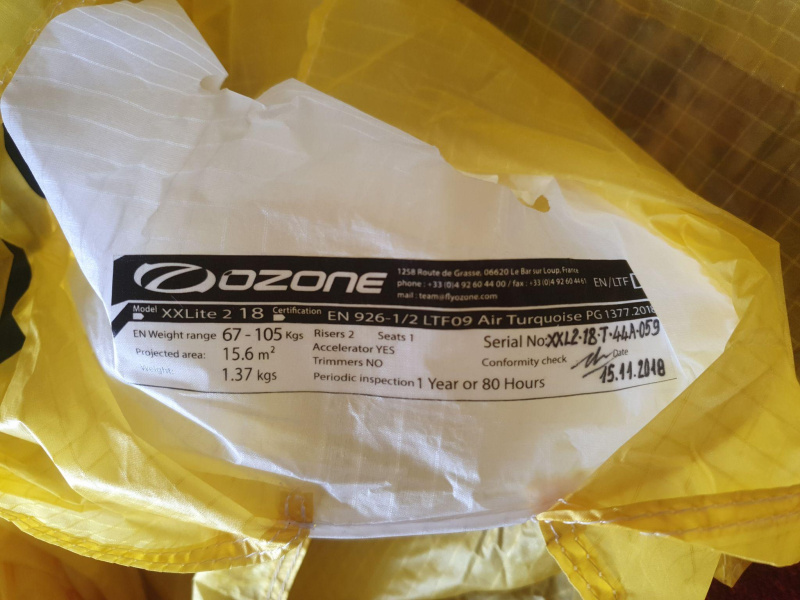 OZONE
1258 Route de Grasse, 06620 Le Bar sur Loup, France
phone : +33 (0)4 92 60 44 00 / fax : +33 (0)4 92 60 44 61
mail : team@flyozone.com
EN/LTF
Model XXLite 2 18 Certification EN 926-1/2 LTF09 Air Turquoise PG 1377.2018
EN Weight range 67 - 105 Kgs
Projected area: 15.6 m²
Weight: 1.37 kgs
Risers 2 Seats 1
Accelerator YES
Trimmers NO
Periodic inspection 1 Year or 80 Hours
Serial No: XXL2-18-T-44A-059
Conformity check Date
15.11.2018